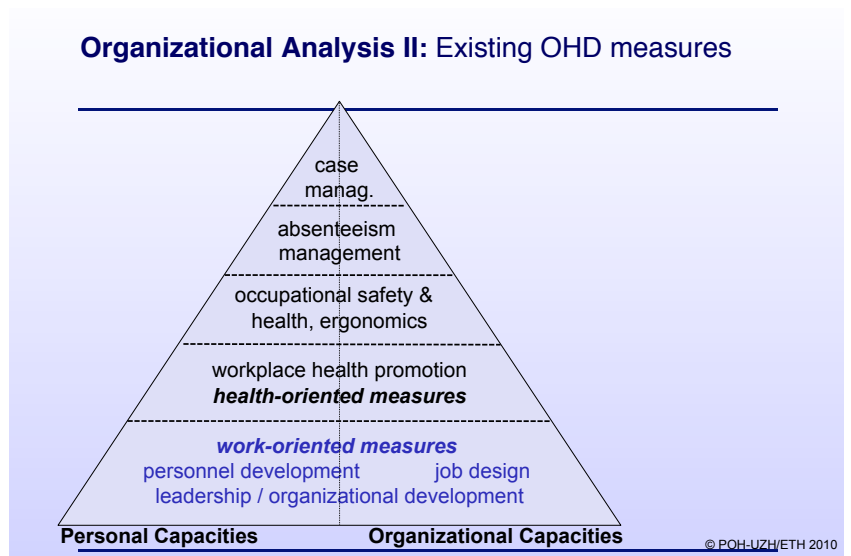 Organizational Analysis II: Existing OHD measures
case
manag.
absenteeism
management
occupational safety &
health, ergonomics
workplace health promotion
health-oriented measures
work-oriented measures
personnel development job design
leadership / organizational development
Personal Capacities Organizational Capacities
© POH-UZH/ETH 2010